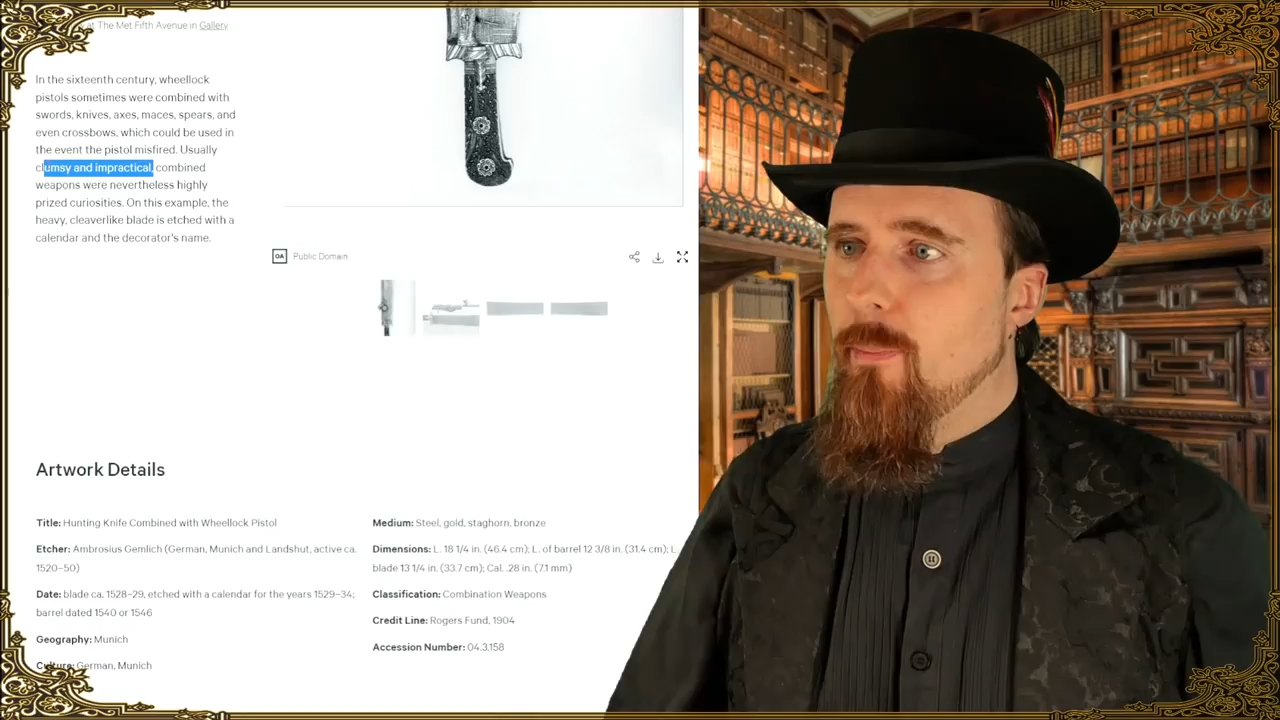 at The Met Fifth Avenue in Gallery
In the sixteenth century, wheellock
pistols sometimes were combined with
swords, knives, axes, maces, spears, and
even crossbows, which could be used in
the event the pistol misfired. Usually
clumsy and impractical, combined
weapons were nevertheless highly
prized curiosities. On this example, the
heavy, cleaverlike blade is etched with a
calendar and the decorator's name.
OA Public Domain
Artwork Details
Title: Hunting Knife Combined with Wheellock Pistol
Etcher: Ambrosius Gemlich (German, Munich and Landshut, active ca.
1520–50)
Date: blade ca. 1528–29, etched with a calendar for the years 1529–34;
barrel dated 1540 or 1546
Geography: Munich
Culture: German, Munich
Medium: Steel, gold, staghorn, bronze
Dimensions: L. 18 1/4 in. (46.4 cm); L. of barrel 12 3/8 in. (31.4 cm); L.
blade 13 1/4 in. (33.7 cm); Cal. .28 in. (7.1 mm)
Classification: Combination Weapons
Credit Line: Rogers Fund, 1904
Accession Number: 04.3.158